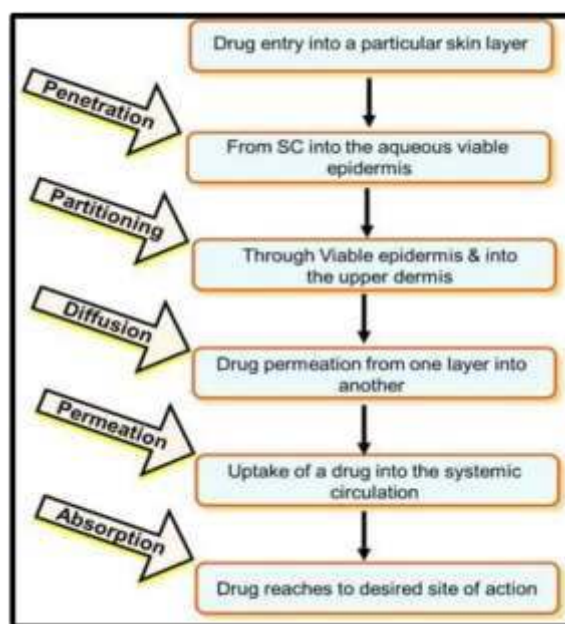 Drug entry into a particular skin layer
Penetration
From SC into the aqueous viable
epidermis
Partitioning
Through Viable epidermis & into
the upper dermis
Diffusion
Drug permeation from one layer into
another
Permeation
Uptake of a drug into the systemic
circulation
Absorption
Drug reaches to desired site of action